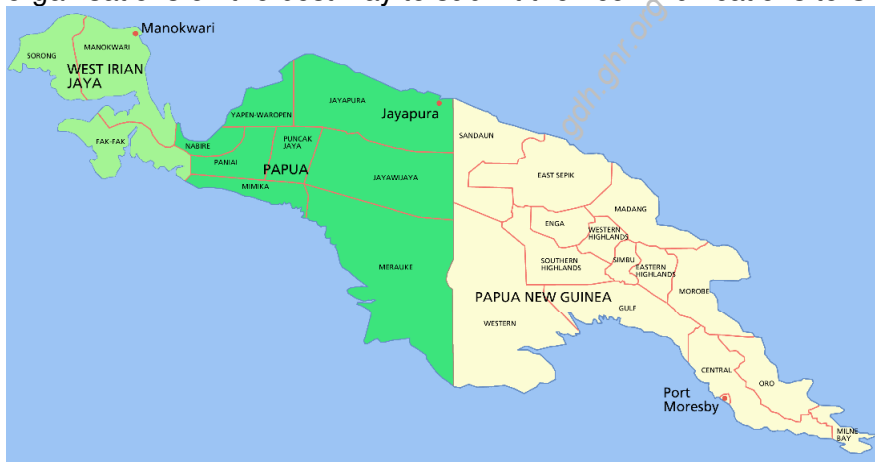 Manokwari
MANOKWARI
SORONG
WEST IRIAN
JAYA
FAK-FAK
YAPEN-WAROPEN
JAYAPURA
Jayapura
NABIRE
PUNCAK
JAYA
PANIAI
PAPUA
MIMIKA
JAYAWIJAYA
MERAUKE
SANDAUN
EAST SEPIK
MADANG
ENGA
WESTERN
HIGHLANDS
SOUTHERN
HIGHLANDS
SIMBU
EASTERN
HIGHLANDS
MOROBE
PAPUA NEW GUINEA
GULF
WESTERN
CENTRAL
ORO
Port
Moresby
MILNE
BAY